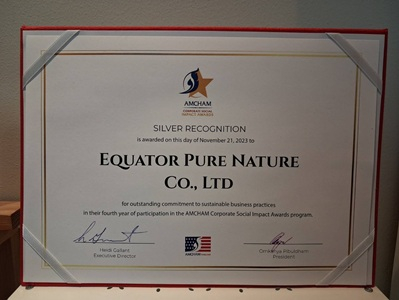 AMCHAM
CORPORATE SOCIAL
IMPACT AWARDS
SILVER RECOGNITION
is awarded on this day of November 21, 2023 to
EQUATOR PURE NATURE
CO., LTD
for outstanding commitment to sustainable business practices
in their fourth year of participation in the AMCHAM Corporate Social Impact Awards program.
Heidi Gallant
Executive Director
AMCHAM
President